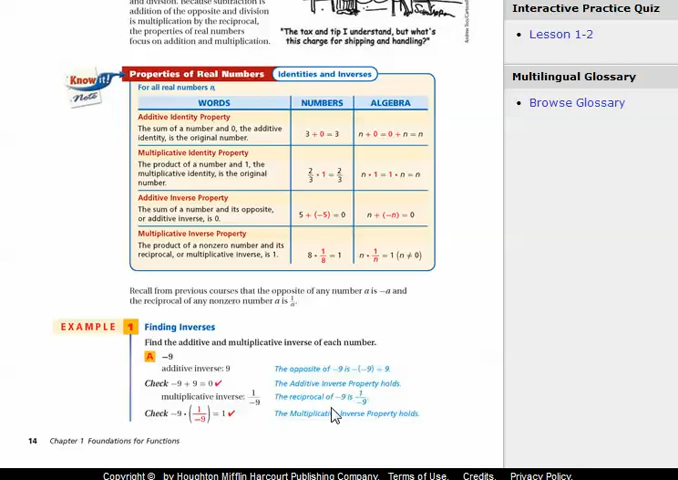 and division. Because subtraction is
addition of the opposite and division
is multiplication by the reciprocal,
the properties of real numbers
focus on addition and multiplication.
"The tax and tip I understand, but what's
this charge for shipping and handling?"
Know it!
Note
Properties of Real Numbers Identities and Inverses
For all real numbers n,
WORDS NUMBERS ALGEBRA
Additive Identity Property
The sum of a number and 0, the additive
identity, is the original number.
3 + 0 = 3
n + 0 = 0 + n = n
Multiplicative Identity Property
The product of a number and 1, the
multiplicative identity, is the original
number.
2/3 · 1 = 2/3
n · 1 = 1 · n = n
Additive Inverse Property
The sum of a number and its opposite,
or additive inverse, is 0.
5 + (−5) = 0
n + (−n) = 0
Multiplicative Inverse Property
The product of a nonzero number and its
reciprocal, or multiplicative inverse, is 1.
8 · 1/8 = 1
n · 1/n = 1 (n ≠ 0)
Recall from previous courses that the opposite of any number a is −a and
the reciprocal of any nonzero number a is 1/a.
EXAMPLE 1 Finding Inverses
Find the additive and multiplicative inverse of each number.
A −9
additive inverse: 9 The opposite of −9 is −(−9) = 9.
Check −9 + 9 = 0 ✔ The Additive Inverse Property holds.
multiplicative inverse: 1/−9 The reciprocal of −9 is 1/−9.
Check −9 · (1/−9) = 1 ✔ The Multiplicative Inverse Property holds.
14 Chapter 1 Foundations for Functions
Interactive Practice Quiz
Lesson 1-2
Multilingual Glossary
Browse Glossary
Copyright © by Houghton Mifflin Harcourt Publishing Company. Terms of Use. Credits. Privacy Policy.